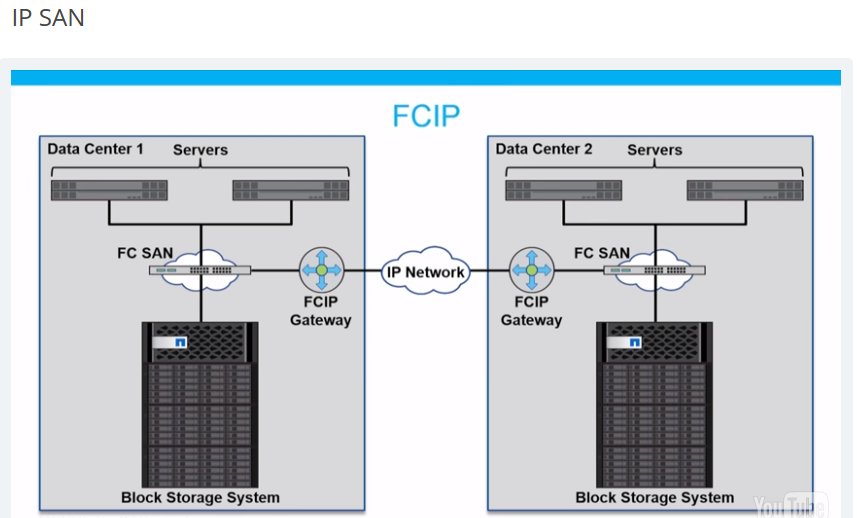 IP SAN
FCIP
Data Center 1
Servers
FC SAN
FCIP
Gateway
Block Storage System
IP Network
Data Center 2
Servers
FC SAN
FCIP
Gateway
Block Storage System
YouTube